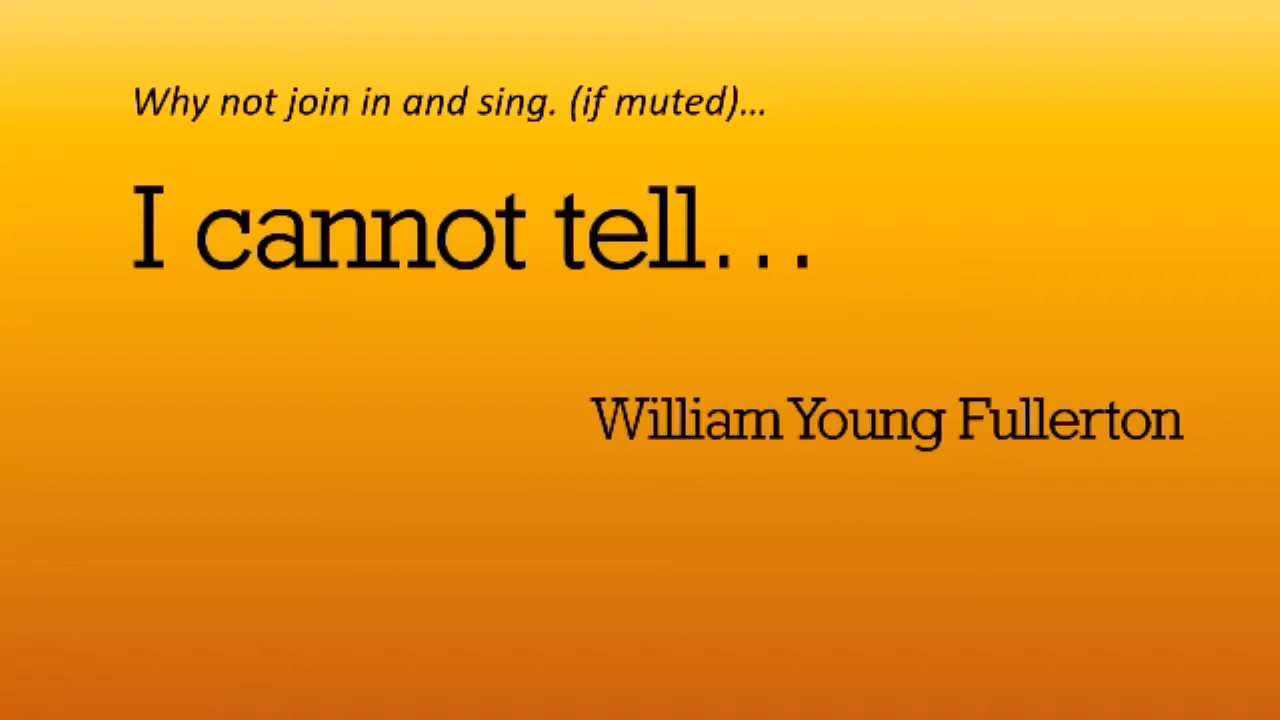 Why not join in and sing. (if muted)...
I cannot tell...
William Young Fullerton